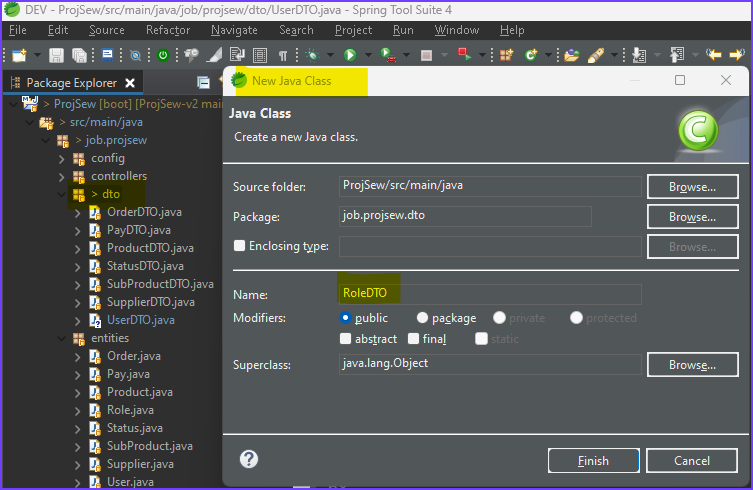 DEV - ProjSew/src/main/java/job/projsew/dto/UserDTO.java - Spring Tool Suite 4
File Edit Source Refactor Navigate Search Project Run Window Help
Package Explorer
> ProjSew [boot] [ProjSew-v2 main
> src/main/java
> job.projsew
config
controllers
> dto
OrderDTO.java
PayDTO.java
ProductDTO.java
StatusDTO.java
SubProductDTO.java
SupplierDTO.java
UserDTO.java
entities
Order.java
Pay.java
Product.java
Role.java
Status.java
SubProduct.java
Supplier.java
User.java
New Java Class
Java Class
Create a new Java class.
Source folder: ProjSew/src/main/java Browse...
Package: job.projsew.dto Browse...
Enclosing type: Browse...
Name: RoleDTO
Modifiers: public package private protected
abstract final static
Superclass: java.lang.Object Browse...
Finish Cancel